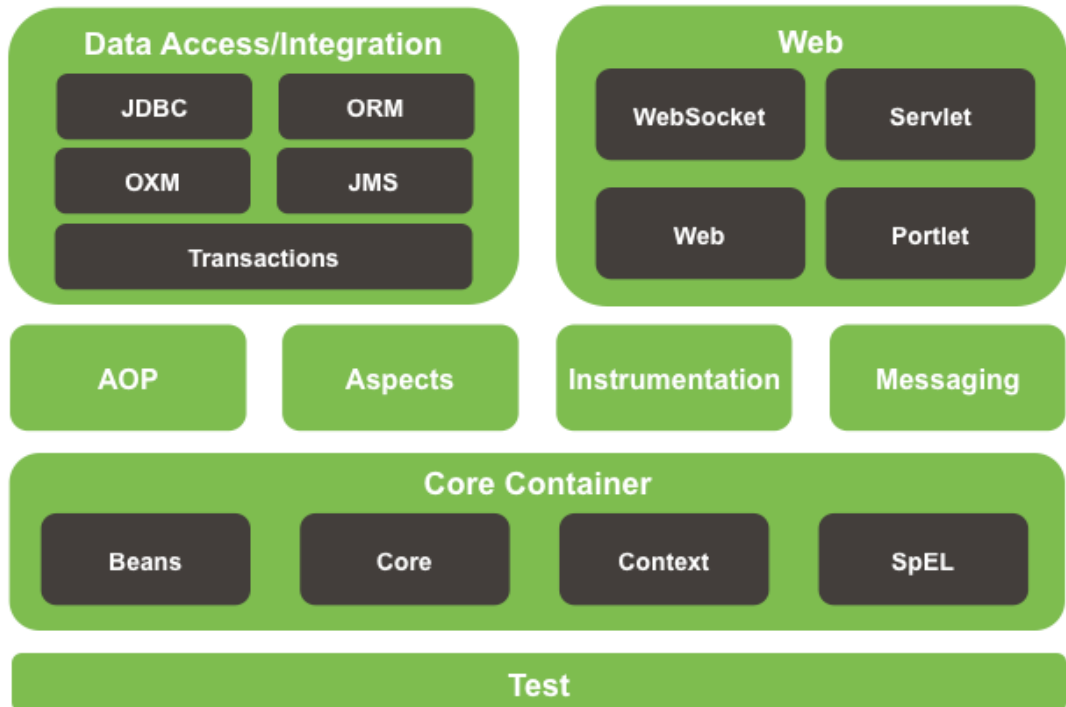 Data Access/Integration
JDBC
ORM
OXM
JMS
Transactions
Web
WebSocket
Servlet
Web
Portlet
AOP
Aspects
Instrumentation
Messaging
Core Container
Beans
Core
Context
SpEL
Test